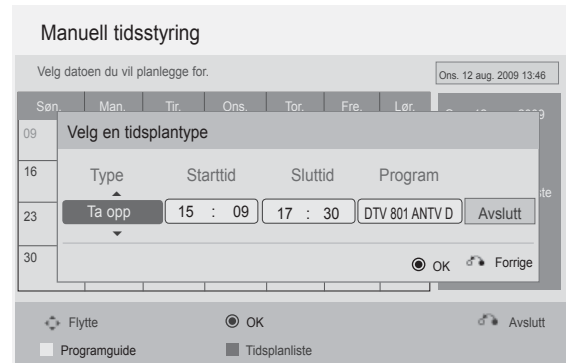 Manuell tidsstyring
Velg datoen du vil planlegge for.
Ons. 12 aug. 2009 13:46
Søn. Man. Tir. Ons. Tor. Fre. Lør.
09
Velg en tidsplantype
16
Type Starttid Sluttid Program
23
Ta opp 15 : 09 17 : 30 DTV 801 ANTV D Avslutt
30
OK Forrige
Flytte OK Avslutt
Programguide Tidsplanliste